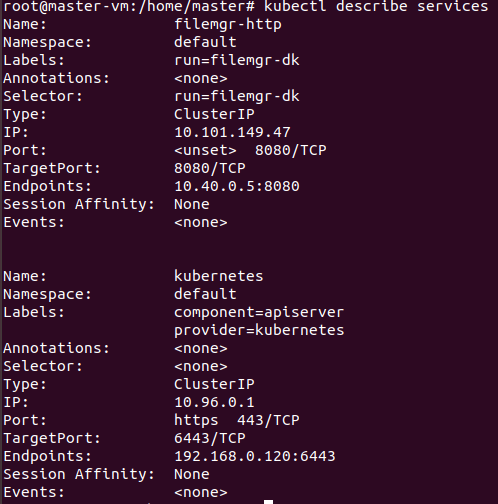 root@master-vm:/home/master# kubectl describe services
Name:              filemgr-http
Namespace:         default
Labels:            run=filemgr-dk
Annotations:       <none>
Selector:          run=filemgr-dk
Type:              ClusterIP
IP:                10.101.149.47
Port:              <unset>  8080/TCP
TargetPort:        8080/TCP
Endpoints:         10.40.0.5:8080
Session Affinity:  None
Events:            <none>
Name:              kubernetes
Namespace:         default
Labels:            component=apiserver
                   provider=kubernetes
Annotations:       <none>
Selector:          <none>
Type:              ClusterIP
IP:                10.96.0.1
Port:              https  443/TCP
TargetPort:        6443/TCP
Endpoints:         192.168.0.120:6443
Session Affinity:  None
Events:            <none>